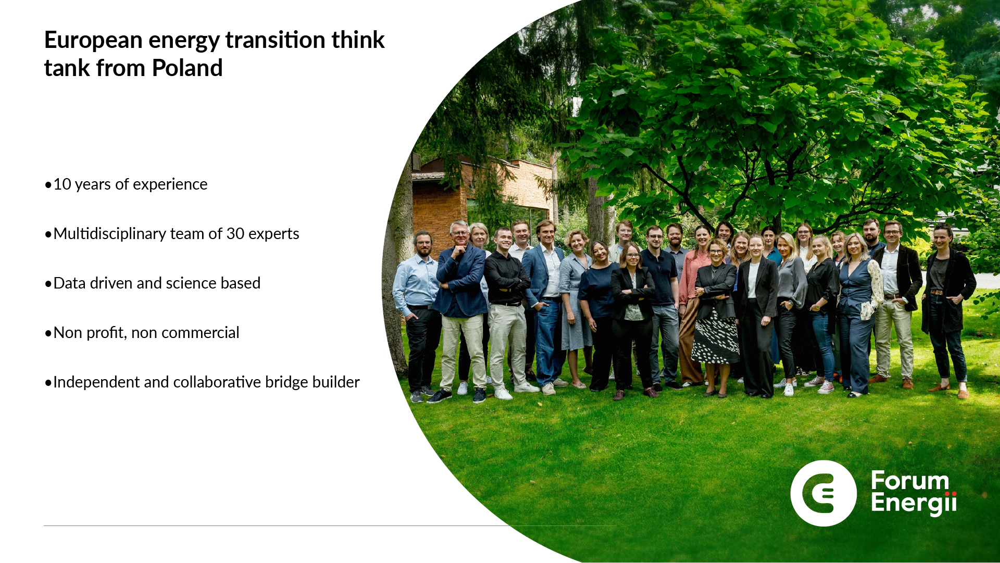 European energy transition think
tank from Poland
•10 years of experience
•Multidisciplinary team of 30 experts
•Data driven and science based
•Non profit, non commercial
•Independent and collaborative bridge builder
Forum
Energii